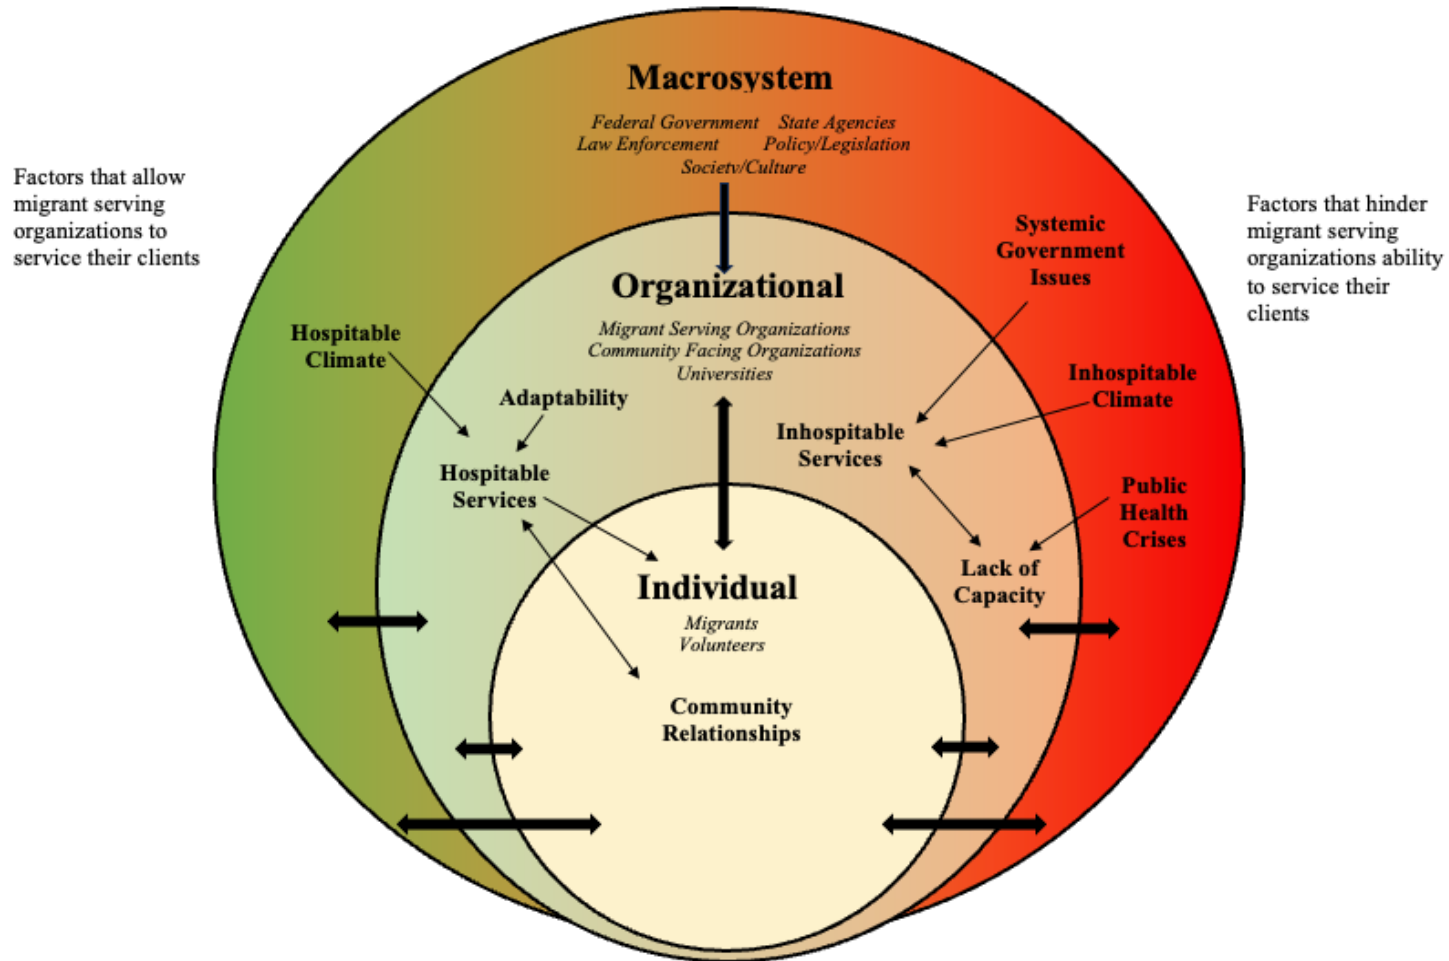 Macrosystem
Federal Government State Agencies
Law Enforcement Policy/Legislation
Society/Culture
Factors that allow
migrant serving
organizations to
service their clients
Factors that hinder
migrant serving
organizations ability
to service their
clients
Systemic
Government
Issues
Organizational
Migrant Serving Organizations
Community Facing Organizations
Universities
Hospitable
Climate
Adaptability
Hospitable
Services
Inhospitable
Services
Inhospitable
Climate
Public
Health
Crises
Lack of
Capacity
Individual
Migrants
Volunteers
Community
Relationships